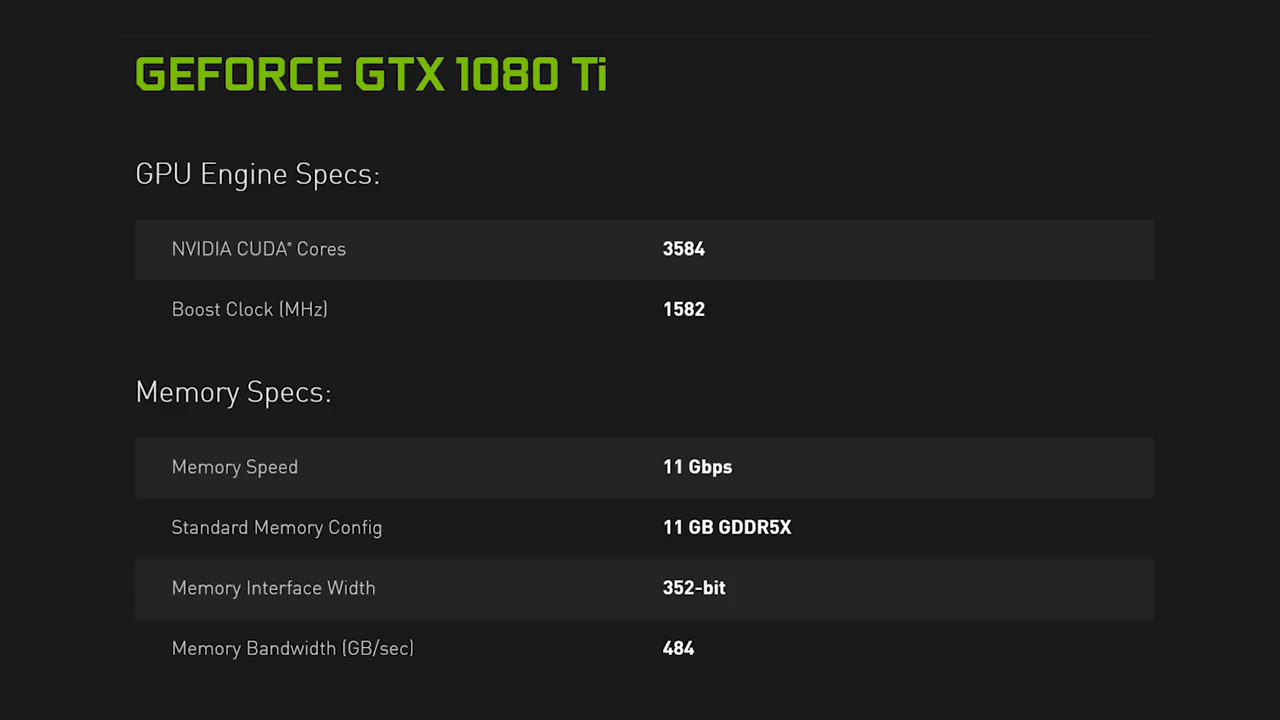 GEFORCE GTX 1080 Ti
GPU Engine Specs:
NVIDIA CUDA® Cores 3584
Boost Clock (MHz) 1582
Memory Specs:
Memory Speed 11 Gbps
Standard Memory Config 11 GB GDDR5X
Memory Interface Width 352-bit
Memory Bandwidth (GB/sec) 484